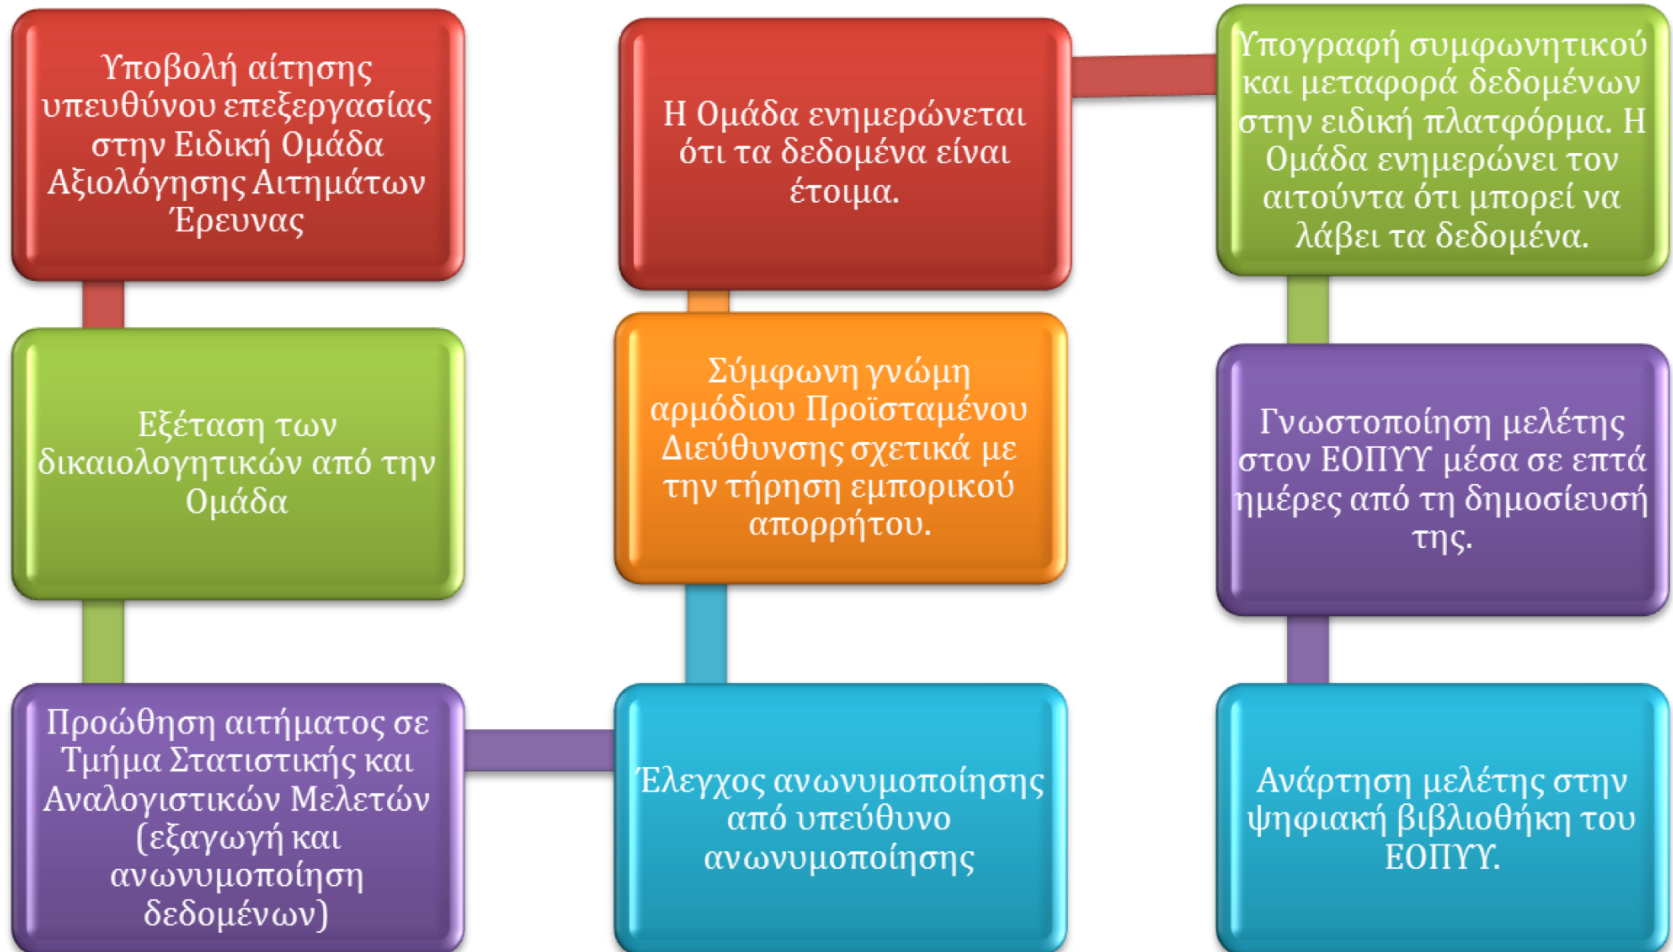 Υποβολή αίτησης
υπευθύνου επεξεργασίας
στην Ειδική Ομάδα
Αξιολόγησης Αιτημάτων
Έρευνας
Εξέταση των
δικαιολογητικών από την
Ομάδα
Προώθηση αιτήματος σε
Τμήμα Στατιστικής και
Αναλογιστικών Μελετών
(εξαγωγή και
ανωνυμοποίηση
δεδομένων)
Έλεγχος ανωνυμοποίησης
από υπεύθυνο
ανωνυμοποίησης
Σύμφωνη γνώμη
αρμόδιου Προϊσταμένου
Διεύθυνσης σχετικά με
την τήρηση εμπορικού
απορρήτου.
Η Ομάδα ενημερώνεται
ότι τα δεδομένα είναι
έτοιμα.
Υπογραφή συμφωνητικού
και μεταφορά δεδομένων
στην ειδική πλατφόρμα. Η
Ομάδα ενημερώνει τον
αιτούντα ότι μπορεί να
λάβει τα δεδομένα.
Γνωστοποίηση μελέτης
στον ΕΟΠΥΥ μέσα σε επτά
ημέρες από τη δημοσίευσή
της.
Ανάρτηση μελέτης στην
ψηφιακή βιβλιοθήκη του
ΕΟΠΥΥ.